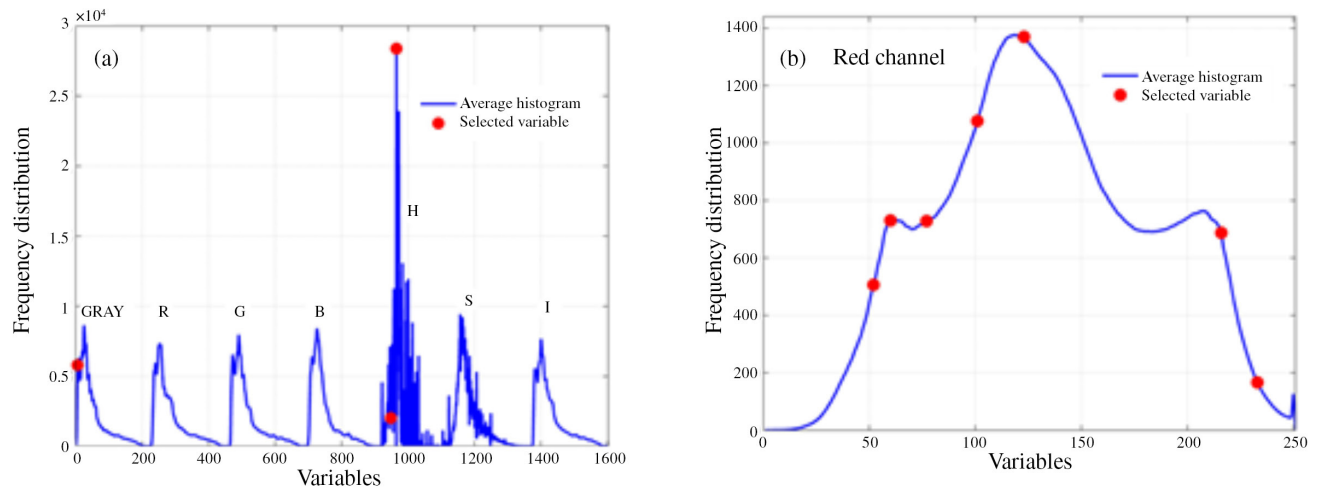 3 ×10⁴
(a)
2.5
2
1.5
1
0.5
0
Frequency distribution
Average histogram
Selected variable
H
GRAY
R
G
B
S
I
0 200 400 600 800 1000 1200 1400 1600
Variables
1400
1200
1000
800
600
400
200
0
Frequency distribution
(b) Red channel
Average histogram
Selected variable
0 50 100 150 200 250
Variables